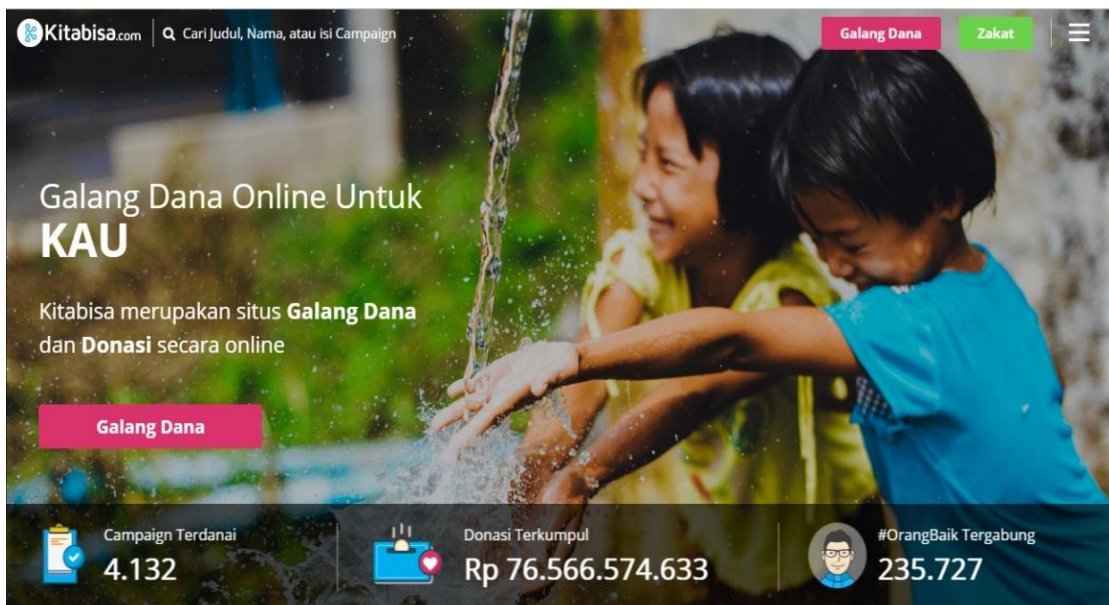 Kitabisa.com
Cari Judul, Nama, atau isi Campaign
Galang Dana
Zakat
Galang Dana Online Untuk
KAU
Kitabisa merupakan situs Galang Dana
dan Donasi secara online
Galang Dana
Campaign Terdanai
4.132
Donasi Terkumpul
Rp 76.566.574.633
#OrangBaik Tergabung
235.727